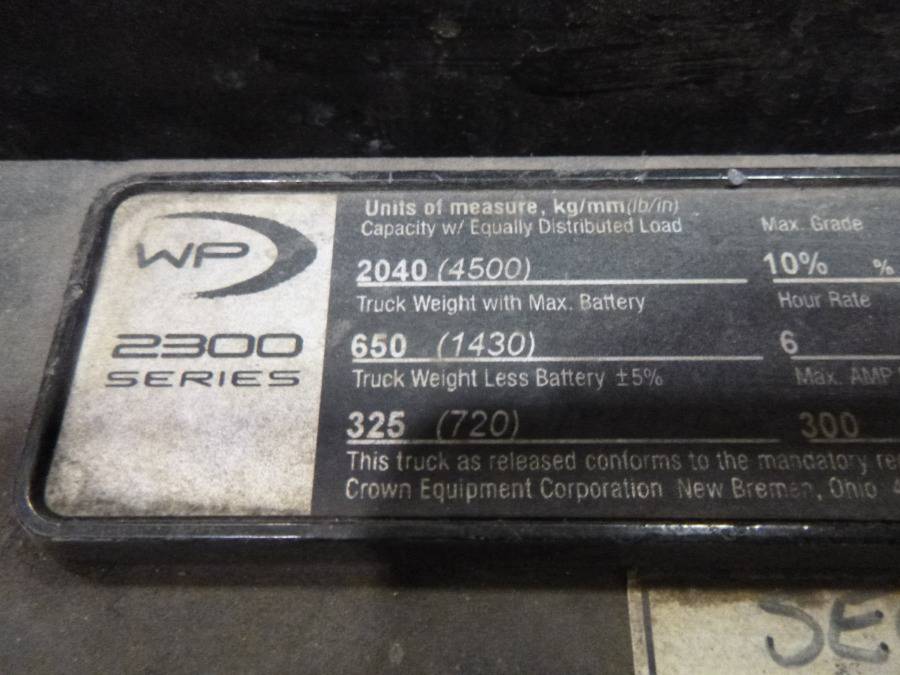 WP
2300
SERIES
Units of measure, kg/mm(lb/in)
Capacity w/ Equally Distributed Load
Max. Grade
2040 (4500)
10% %
Truck Weight with Max. Battery
Hour Rate
650 (1430)
6
Truck Weight Less Battery ±5%
Max. AMP
325 (720)
300
This truck as released conforms to the mandatory
Crown Equipment Corporation New Bremen, Ohio